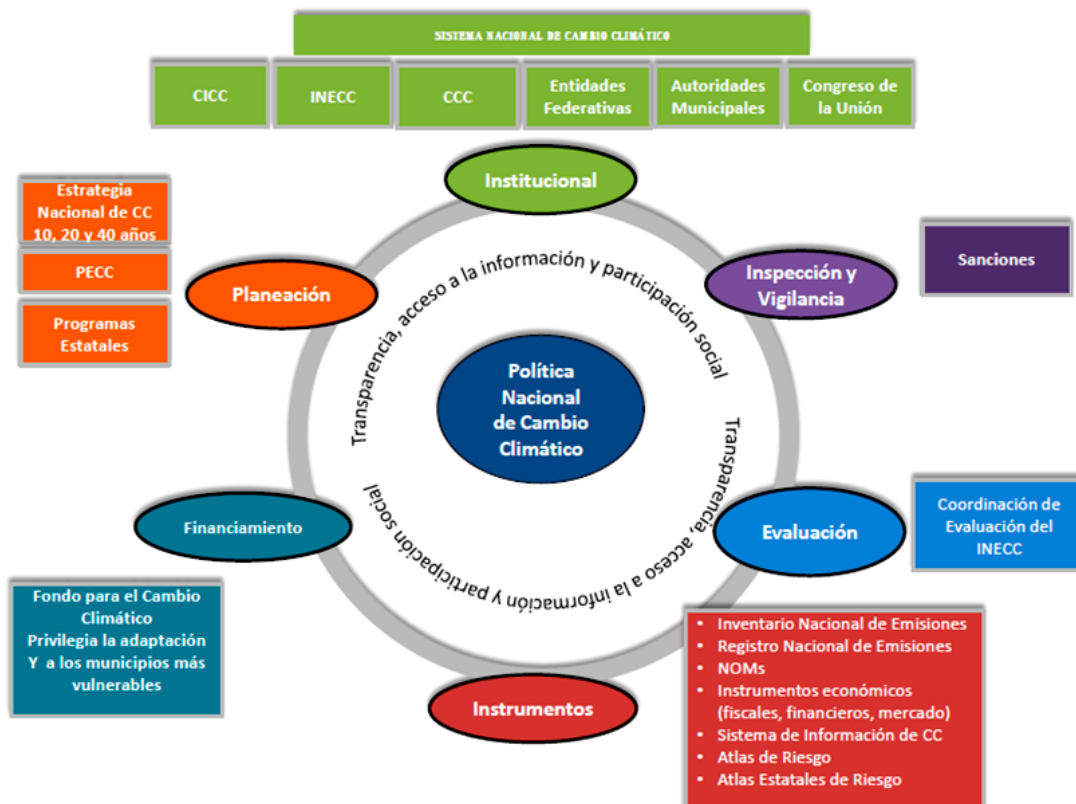 SISTEMA NACIONAL DE CAMBIO CLIMÁTICO
CICC
INECC
CCC
Entidades
Federativas
Autoridades
Municipales
Congreso de
la Unión
Institucional
Estrategia
Nacional de CC
10, 20 y 40 años
PECC
Programas
Estatales
Planeación
Inspección y
Vigilancia
Sanciones
Transparencia, acceso a la información y participación social
Política
Nacional
de Cambio
Climático
Transparencia, acceso a la información y participación social
Financiamiento
Fondo para el Cambio
Climático
Privilegia la adaptación
Y a los municipios más
vulnerables
Evaluación
Coordinación de
Evaluación del
INECC
Instrumentos
• Inventario Nacional de Emisiones
• Registro Nacional de Emisiones
• NOMs
• Instrumentos económicos
(fiscales, financieros, mercado)
• Sistema de Información de CC
• Atlas de Riesgo
• Atlas Estatales de Riesgo